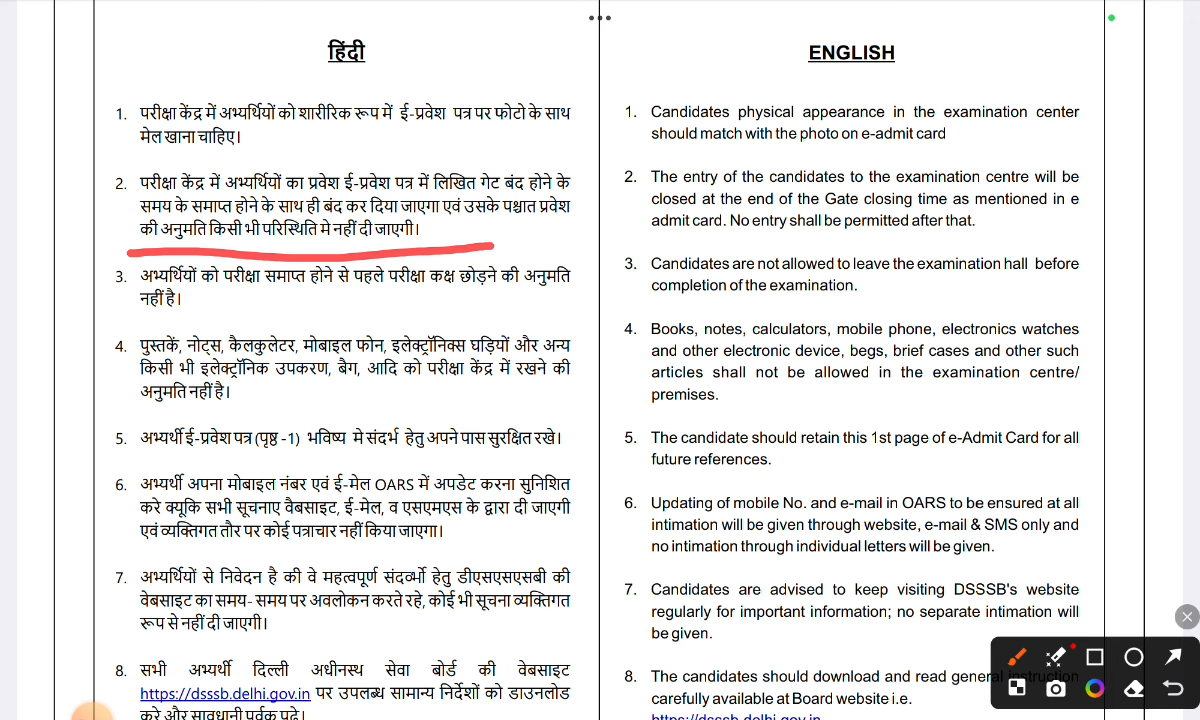 हिंदी
1. परीक्षा केंद्र में अभ्यर्थियों को शारीरिक रूप में ई-प्रवेश पत्र पर फोटो के साथ
मेल खाना चाहिए।
2. परीक्षा केंद्र में अभ्यर्थियों का प्रवेश ई-प्रवेश पत्र में लिखित गेट बंद होने के
समय के समाप्त होने के साथ ही बंद कर दिया जाएगा एवं उसके पश्चात प्रवेश
की अनुमति किसी भी परिस्थिति मे नहीं दी जाएगी।
3. अभ्यर्थियों को परीक्षा समाप्त होने से पहले परीक्षा कक्ष छोड़ने की अनुमति
नहीं है।
4. पुस्तकें, नोट्स, कैलकुलेटर, मोबाइल फोन, इलेक्ट्रॉनिक्स घड़ियों और अन्य
किसी भी इलेक्ट्रॉनिक उपकरण, बैग, आदि को परीक्षा केंद्र में रखने की
अनुमति नहीं है।
5. अभ्यर्थी ई-प्रवेश पत्र (पृष्ठ -1) भविष्य मे संदर्भ हेतु अपने पास सुरक्षित रखे।
6. अभ्यर्थी अपना मोबाइल नंबर एवं ई-मेल OARS में अपडेट करना सुनिशित
करे क्यूकि सभी सूचनाए वैबसाइट, ई-मेल, व एसएमएस के द्वारा दी जाएगी
एवं व्यक्तिगत तौर पर कोई पत्राचार नहीं किया जाएगा।
7. अभ्यर्थियों से निवेदन है की वे महत्वपूर्ण संदर्भो हेतु डीएसएसएसबी की
वेबसाइट का समय- समय पर अवलोकन करते रहे, कोई भी सूचना व्यक्तिगत
रूप से नहीं दी जाएगी।
8. सभी अभ्यर्थी दिल्ली अधीनस्थ सेवा बोर्ड की वेबसाइट
https://dsssb.delhi.gov.in पर उपलब्ध सामान्य निर्देशों को डाउनलोड
करे और सावधानी पूर्वक पढ़े।
ENGLISH
1. Candidates physical appearance in the examination center
should match with the photo on e-admit card
2. The entry of the candidates to the examination centre will be
closed at the end of the Gate closing time as mentioned in e
admit card. No entry shall be permitted after that.
3. Candidates are not allowed to leave the examination hall before
completion of the examination.
4. Books, notes, calculators, mobile phone, electronics watches
and other electronic device, begs, brief cases and other such
articles shall not be allowed in the examination centre/
premises.
5. The candidate should retain this 1st page of e-Admit Card for all
future references.
6. Updating of mobile No. and e-mail in OARS to be ensured at all
intimation will be given through website, e-mail & SMS only and
no intimation through individual letters will be given.
7. Candidates are advised to keep visiting DSSSB's website
regularly for important information; no separate intimation will
be given.
8. The candidates should download and read general instruction
carefully available at Board website i.e.
https://dsssb.delhi.gov.in